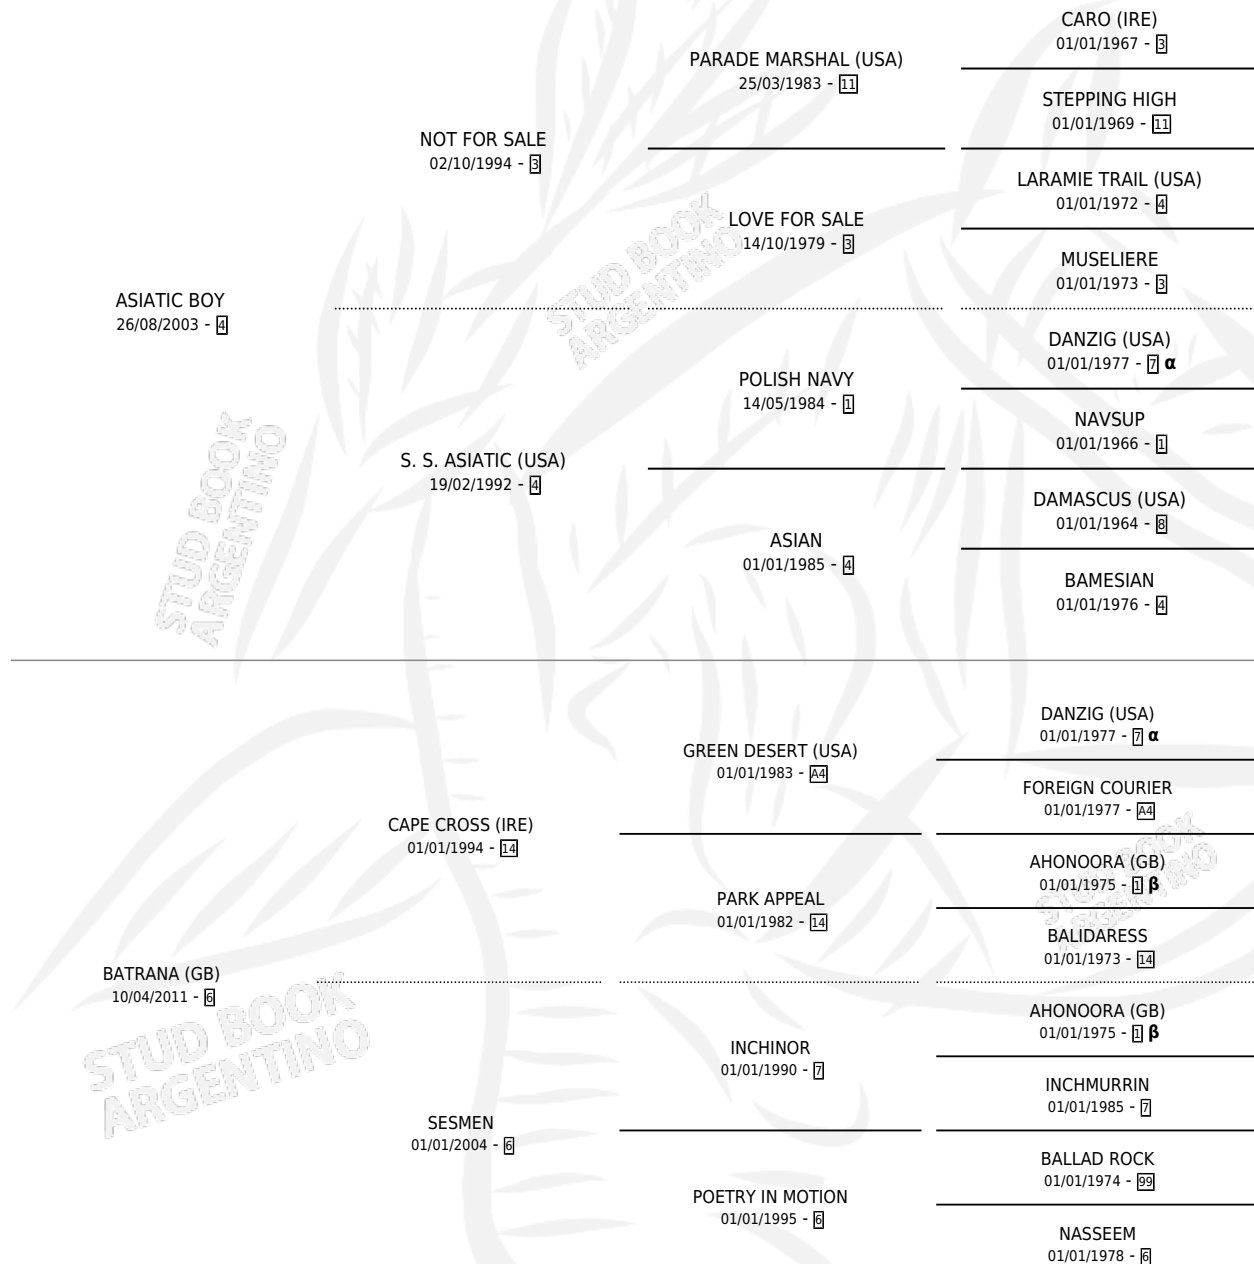 CARO (IRE)
01/01/1967 - 3
PARADE MARSHAL (USA)
25/03/1983 - 11
STEPPING HIGH
01/01/1969 - 11
NOT FOR SALE
02/10/1994 - 3
LARAMIE TRAIL (USA)
01/01/1972 - 4
LOVE FOR SALE
14/10/1979 - 3
MUSELIERE
01/01/1973 - 3
ASIATIC BOY
26/08/2003 - 4
DANZIG (USA)
01/01/1977 - 7 α
POLISH NAVY
14/05/1984 - 1
NAVSUP
01/01/1966 - 1
S. S. ASIATIC (USA)
19/02/1992 - 4
DAMASCUS (USA)
01/01/1964 - 8
ASIAN
01/01/1985 - 4
BAMESIAN
01/01/1976 - 4
STUD BOOK
ARGENTINO
STUD BOOK
ARGENTINO
DANZIG (USA)
01/01/1977 - 7 α
GREEN DESERT (USA)
01/01/1983 - A4
FOREIGN COURIER
01/01/1977 - A4
CAPE CROSS (IRE)
01/01/1994 - 14
AHONOORA (GB)
01/01/1975 - 1 β
PARK APPEAL
01/01/1982 - 14
BALIDARESS
01/01/1973 - 14
BATRANA (GB)
10/04/2011 - 6
AHONOORA (GB)
01/01/1975 - 1 β
INCHINOR
01/01/1990 - 7
INCHMURRIN
01/01/1985 - 7
SESMEN
01/01/2004 - 6
BALLAD ROCK
01/01/1974 - 99
POETRY IN MOTION
01/01/1995 - 6
NASSEEM
01/01/1978 - 6
STUD BOOK
ARGENTINO
STUD BOOK
ARGENTINO